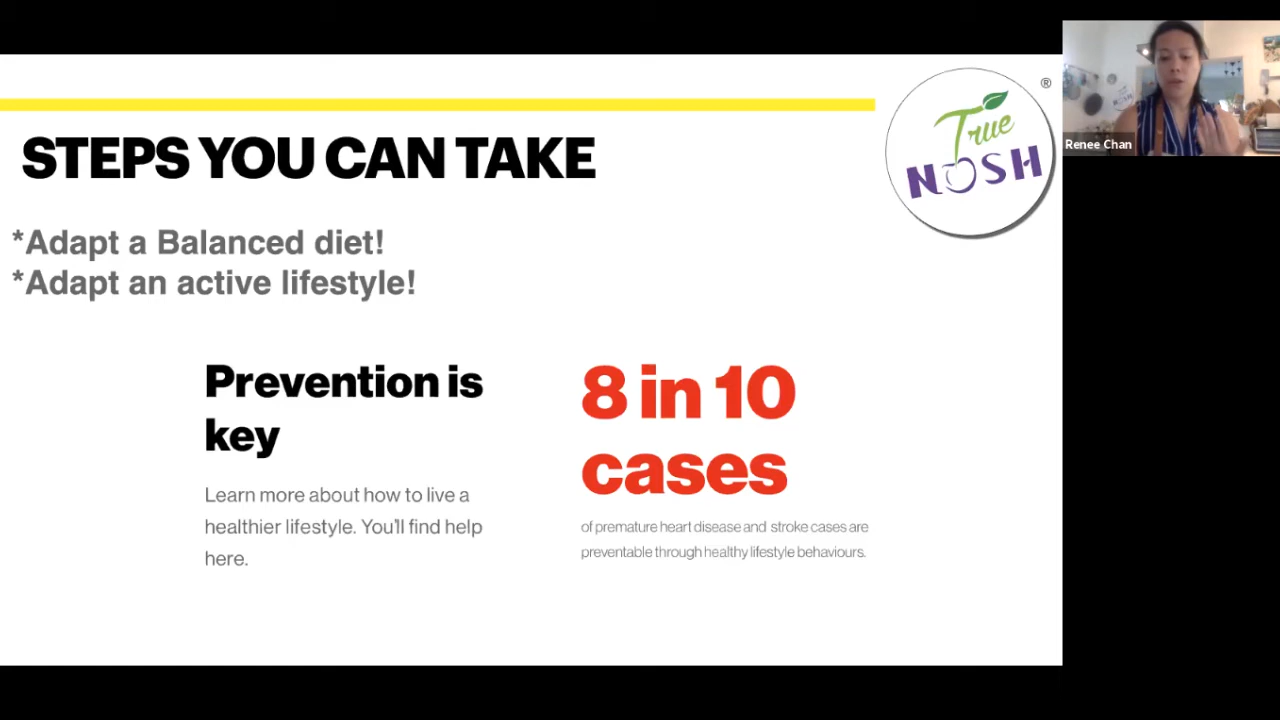 STEPS YOU CAN TAKE
*Adapt a Balanced diet!
*Adapt an active lifestyle!
Prevention is
key
Learn more about how to live a
healthier lifestyle. You'll find help
here.
8 in 10
cases
of premature heart disease and stroke cases are
preventable through healthy lifestyle behaviours.
True
NOSH
®
Renee Chan